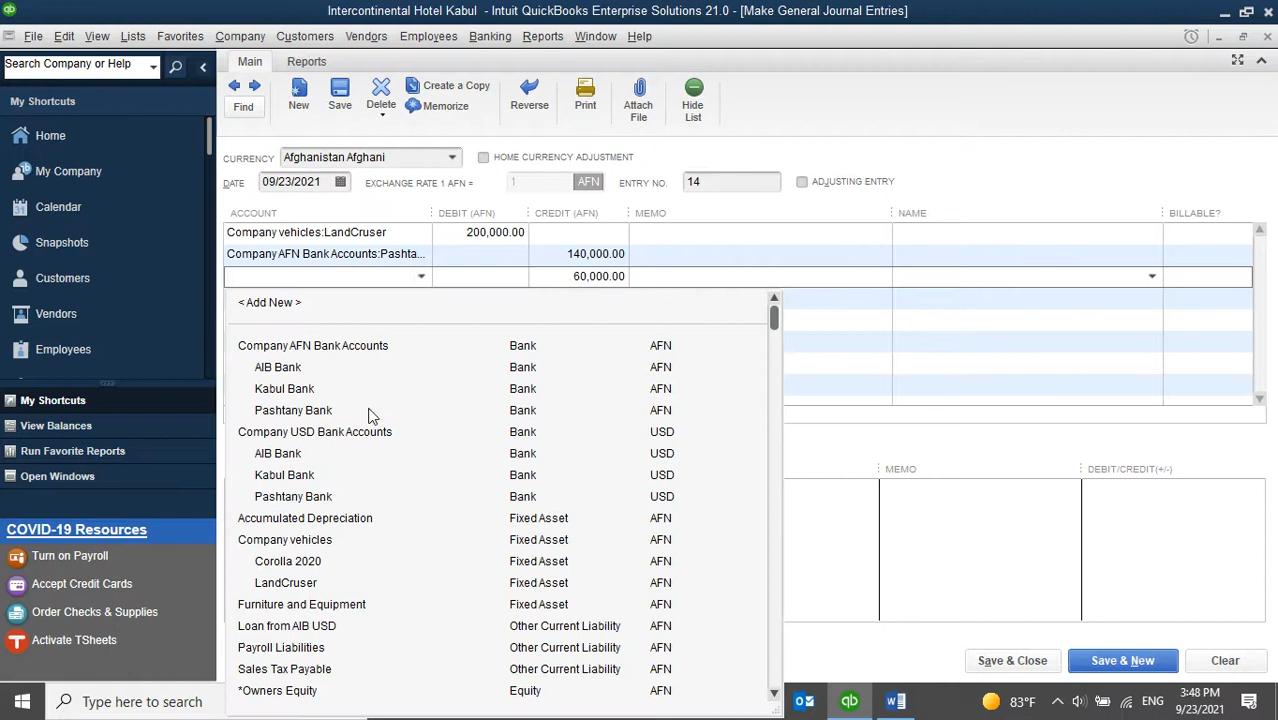 Intercontinental Hotel Kabul - Intuit QuickBooks Enterprise Solutions 21.0 - [Make General Journal Entries]
File Edit View Lists Favorites Company Customers Vendors Employees Banking Reports Window Help
Search Company or Help
Main Reports
My Shortcuts
Home
My Company
Calendar
Snapshots
Customers
Vendors
Employees
My Shortcuts
View Balances
Run Favorite Reports
Open Windows
COVID-19 Resources
Turn on Payroll
Accept Credit Cards
Order Checks & Supplies
Activate TSheets
Find New Save Delete Create a Copy Memorize Reverse Print Attach File Hide List
CURRENCY Afghanistan Afghani HOME CURRENCY ADJUSTMENT
DATE 09/23/2021 EXCHANGE RATE 1 AFN = 1 AFN ENTRY NO. 14 ADJUSTING ENTRY
ACCOUNT DEBIT (AFN) CREDIT (AFN) MEMO NAME BILLABLE?
Company vehicles:LandCruser 200,000.00
Company AFN Bank Accounts:Pashta... 140,000.00
60,000.00
< Add New >
Company AFN Bank Accounts Bank AFN
AIB Bank Bank AFN
Kabul Bank Bank AFN
Pashtany Bank Bank AFN
Company USD Bank Accounts Bank USD
AIB Bank Bank USD
Kabul Bank Bank USD
Pashtany Bank Bank USD
Accumulated Depreciation Fixed Asset AFN
Company vehicles Fixed Asset AFN
Corolla 2020 Fixed Asset AFN
LandCruser Fixed Asset AFN
Furniture and Equipment Fixed Asset AFN
Loan from AIB USD Other Current Liability AFN
Payroll Liabilities Other Current Liability AFN
Sales Tax Payable Other Current Liability AFN
*Owners Equity Equity AFN
MEMO DEBIT/CREDIT(+/-)
Save & Close Save & New Clear
Type here to search
83°F ENG 3:48 PM
9/23/2021